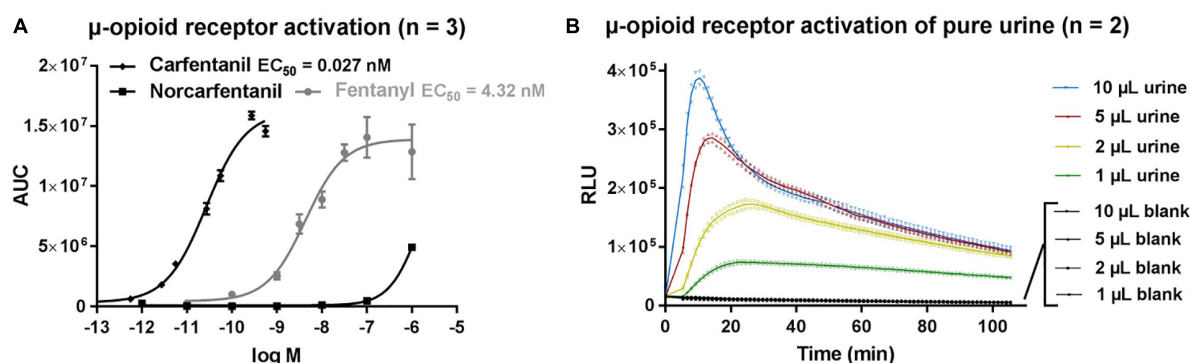 A
μ-opioid receptor activation (n = 3)
2×10⁷
1.5×10⁷
1×10⁷
5×10⁶
0
AUC
Carfentanil EC₅₀ = 0.027 nM
Norcarfentanil
Fentanyl EC₅₀ = 4.32 nM
-13 -12 -11 -10 -9 -8 -7 -6 -5
log M
B
μ-opioid receptor activation of pure urine (n = 2)
4×10⁵
3×10⁵
2×10⁵
1×10⁵
0
RLU
0 20 40 60 80 100
Time (min)
10 μL urine
5 μL urine
2 μL urine
1 μL urine
10 μL blank
5 μL blank
2 μL blank
1 μL blank